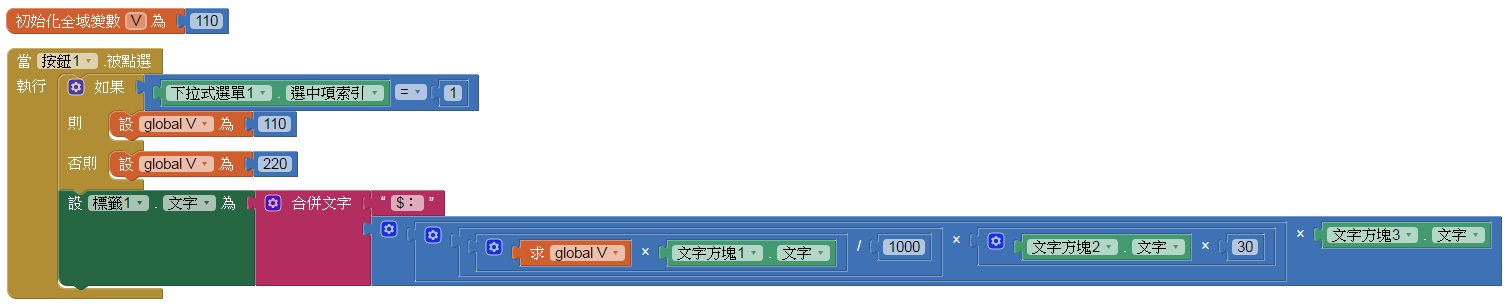 初始化全域變數 V 為 110
當 按鈕1 .被點選
執行 如果 下拉式選單1 . 選中項索引 = 1
則 設 global V 為 110
否則 設 global V 為 220
設 標籤1 . 文字 為 合併文字 “ $： ”
求 global V × 文字方塊1 . 文字 / 1000 × 文字方塊2 . 文字 × 30 × 文字方塊3 . 文字